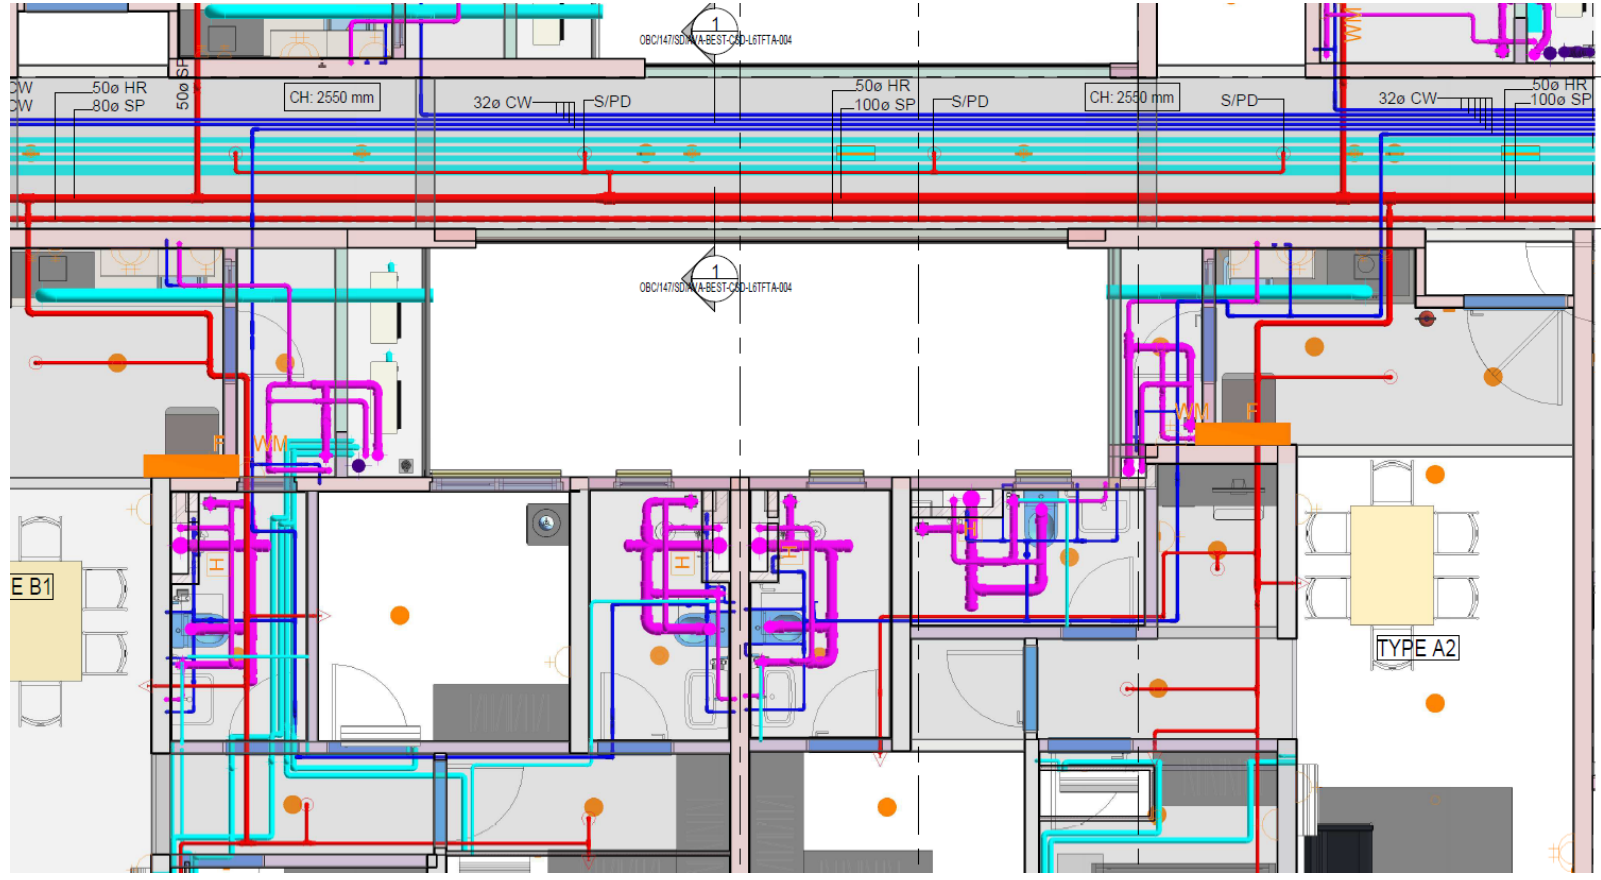 1
OBC/147/SD/AVA-BEST-CSD-L6TFTA-004
WM
CW
CW
50ø HR
80ø SP
50ø SP
CH: 2550 mm
32ø CW
S/PD
50ø HR
100ø SP
S/PD
CH: 2550 mm
S/PD
32ø CW
50ø HR
100ø SP
1
OBC/147/SD/AVA-BEST-CSD-L6TFTA-004
F
WM
WM
F
H
H
H
H
E B1
TYPE A2